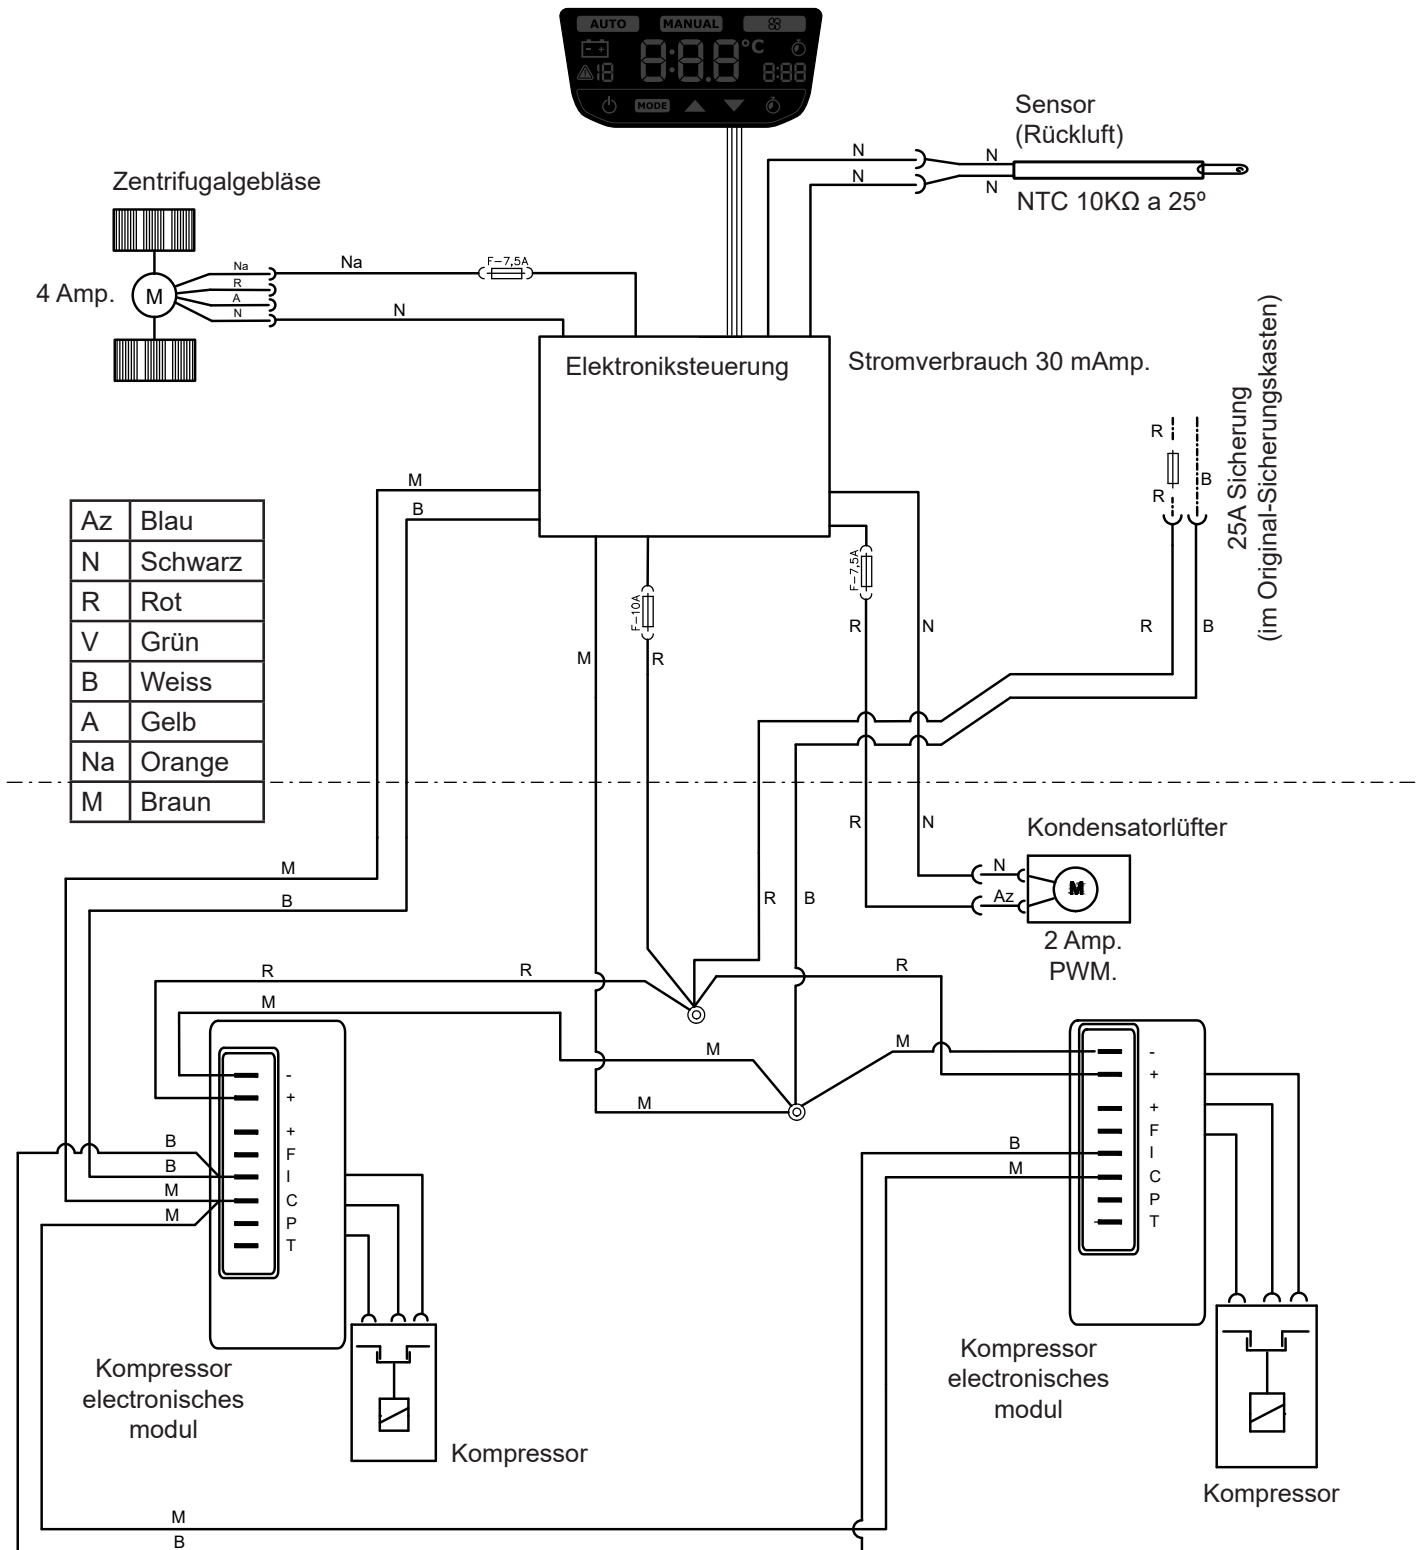 AUTO MANUAL
°C
18 8:8.8 8:88
MODE
Sensor
(Rückluft)
N N
N N
NTC 10KΩ a 25º
Zentrifugalgebläse
4 Amp.
M
Na Na F-7,5A
R
A
N N
Elektroniksteuerung
Stromverbrauch 30 mAmp.
25A Sicherung
(im Original-Sicherungskasten)
R
B
R
M
B
Az Blau
N Schwarz
R Rot
V Grün
B Weiss
A Gelb
Na Orange
M Braun
F-7,5A
F-10A
R N R B
M R
R N
Kondensatorlüfter
N
Az
M
2 Amp.
PWM.
M
B
R B
R R R
M
M M
M
-
+
+
F
I
C
P
T
B
B
M
M
-
+
+
F
I
C
P
T
B
M
Kompressor
electronisches
modul
Kompressor
Kompressor
electronisches
modul
Kompressor
M
B